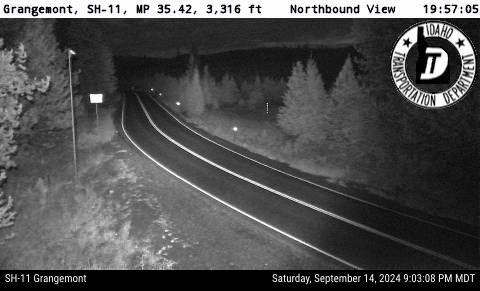 Grangemont, SH-11, MP 35.42, 3,316 ft Northbound View 19:57:05
IDAHO
TRANSPORTATION DEPARTMENT
SH-11 Grangemont Saturday, September 14, 2024 9:03:08 PM MDT